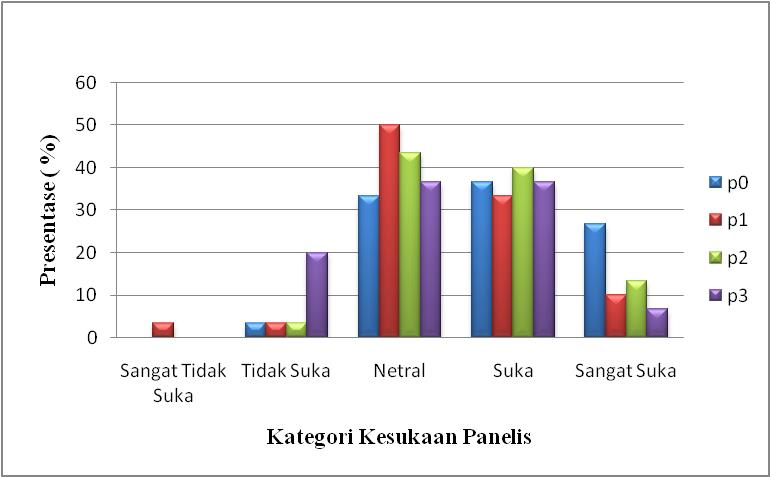 60
50
40
30
20
10
0
Presentase ( %)
Sangat Tidak
Suka
Tidak Suka
Netral
Suka
Sangat Suka
Kategori Kesukaan Panelis
p0
p1
p2
p3